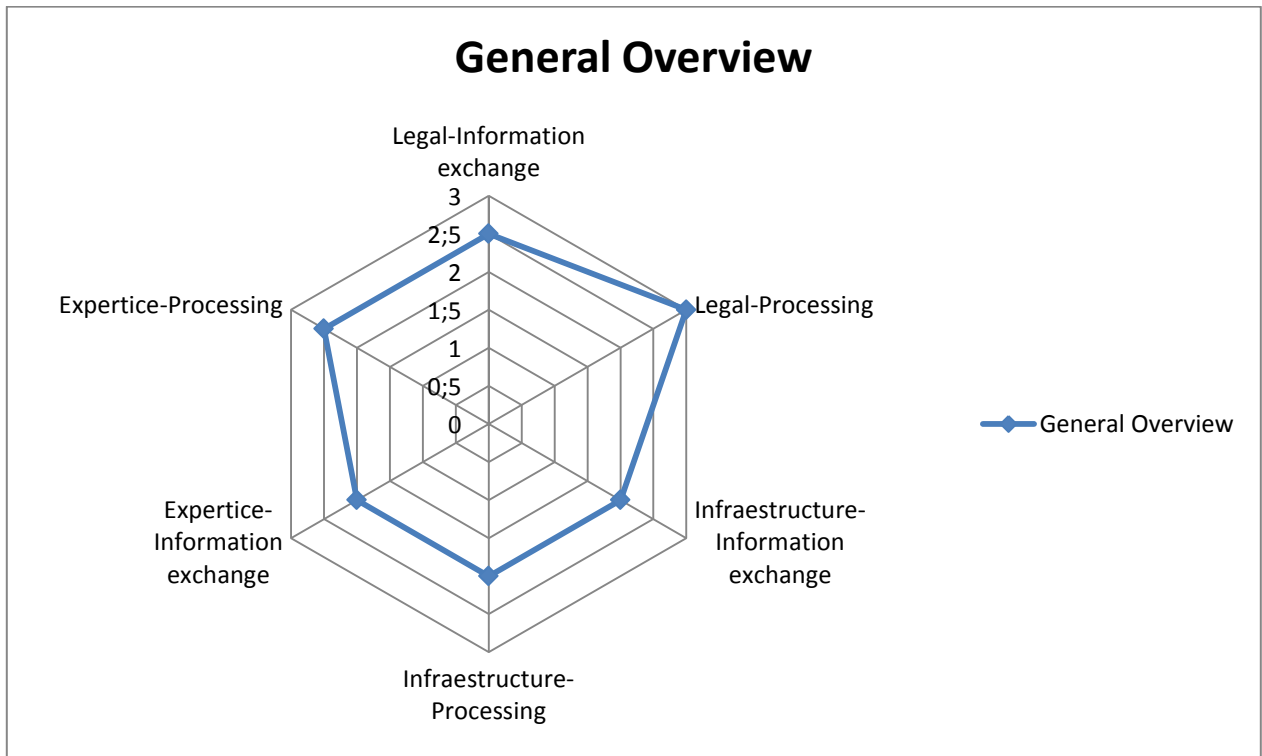 General Overview
Legal-Information
exchange
3
2;5
2
1;5
1
0;5
0
Legal-Processing
Infraestructure-
Information
exchange
Infraestructure-
Processing
Expertice-
Information
exchange
Expertice-Processing
General Overview